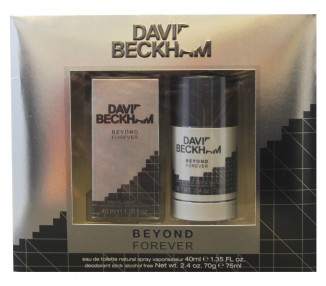 DAVID
BECKHAM
DAVID
BECKHAM
BEYOND
FOREVER
DAVID
BECKHAM
BEYOND
FOREVER
BEYOND
FOREVER
eau de toilette natural spray vaporisateur 40ml e 1.35 FL oz.
deodorant stick alcohol free Net wt. 2.4 oz. 70g e 75ml